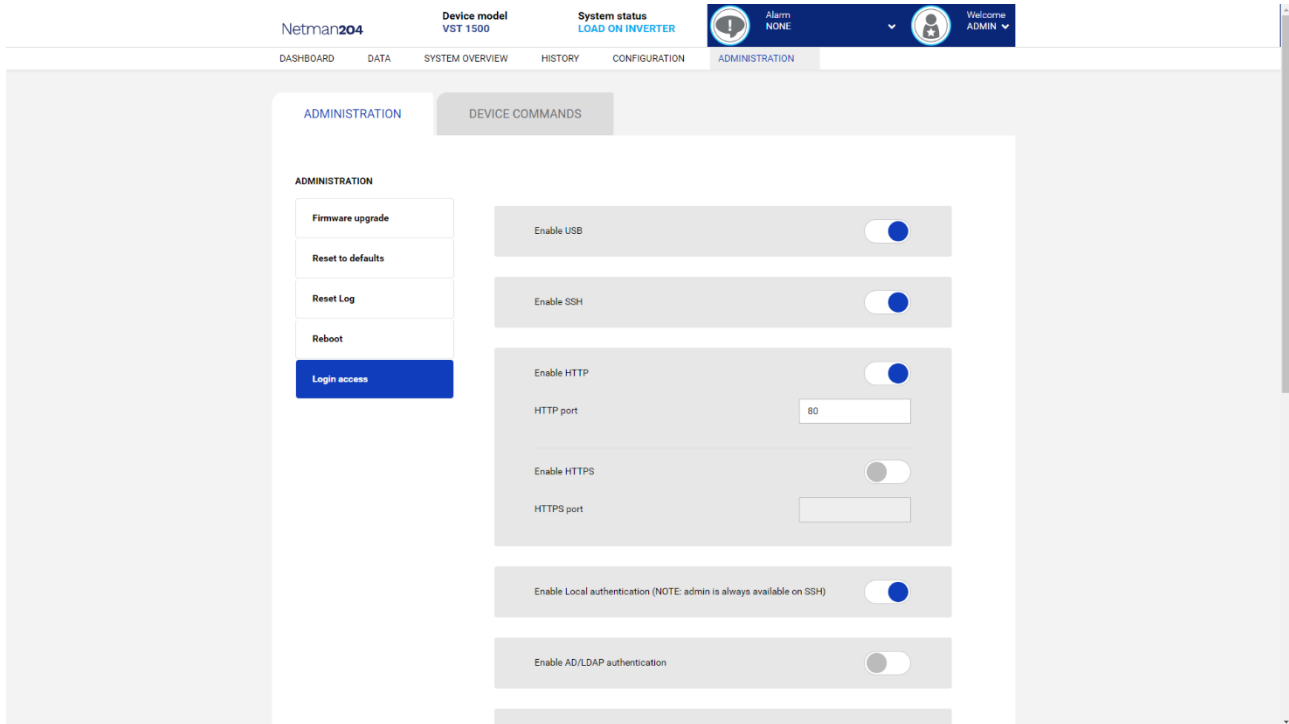 Netman204
Device model
VST 1500
System status
LOAD ON INVERTER
Alarm
NONE
Welcome
ADMIN
DASHBOARD DATA SYSTEM OVERVIEW HISTORY CONFIGURATION ADMINISTRATION
ADMINISTRATION DEVICE COMMANDS
ADMINISTRATION
Firmware upgrade
Reset to defaults
Reset Log
Reboot
Login access
Enable USB
Enable SSH
Enable HTTP
HTTP port 80
Enable HTTPS
HTTPS port
Enable Local authentication (NOTE: admin is always available on SSH)
Enable AD/LDAP authentication